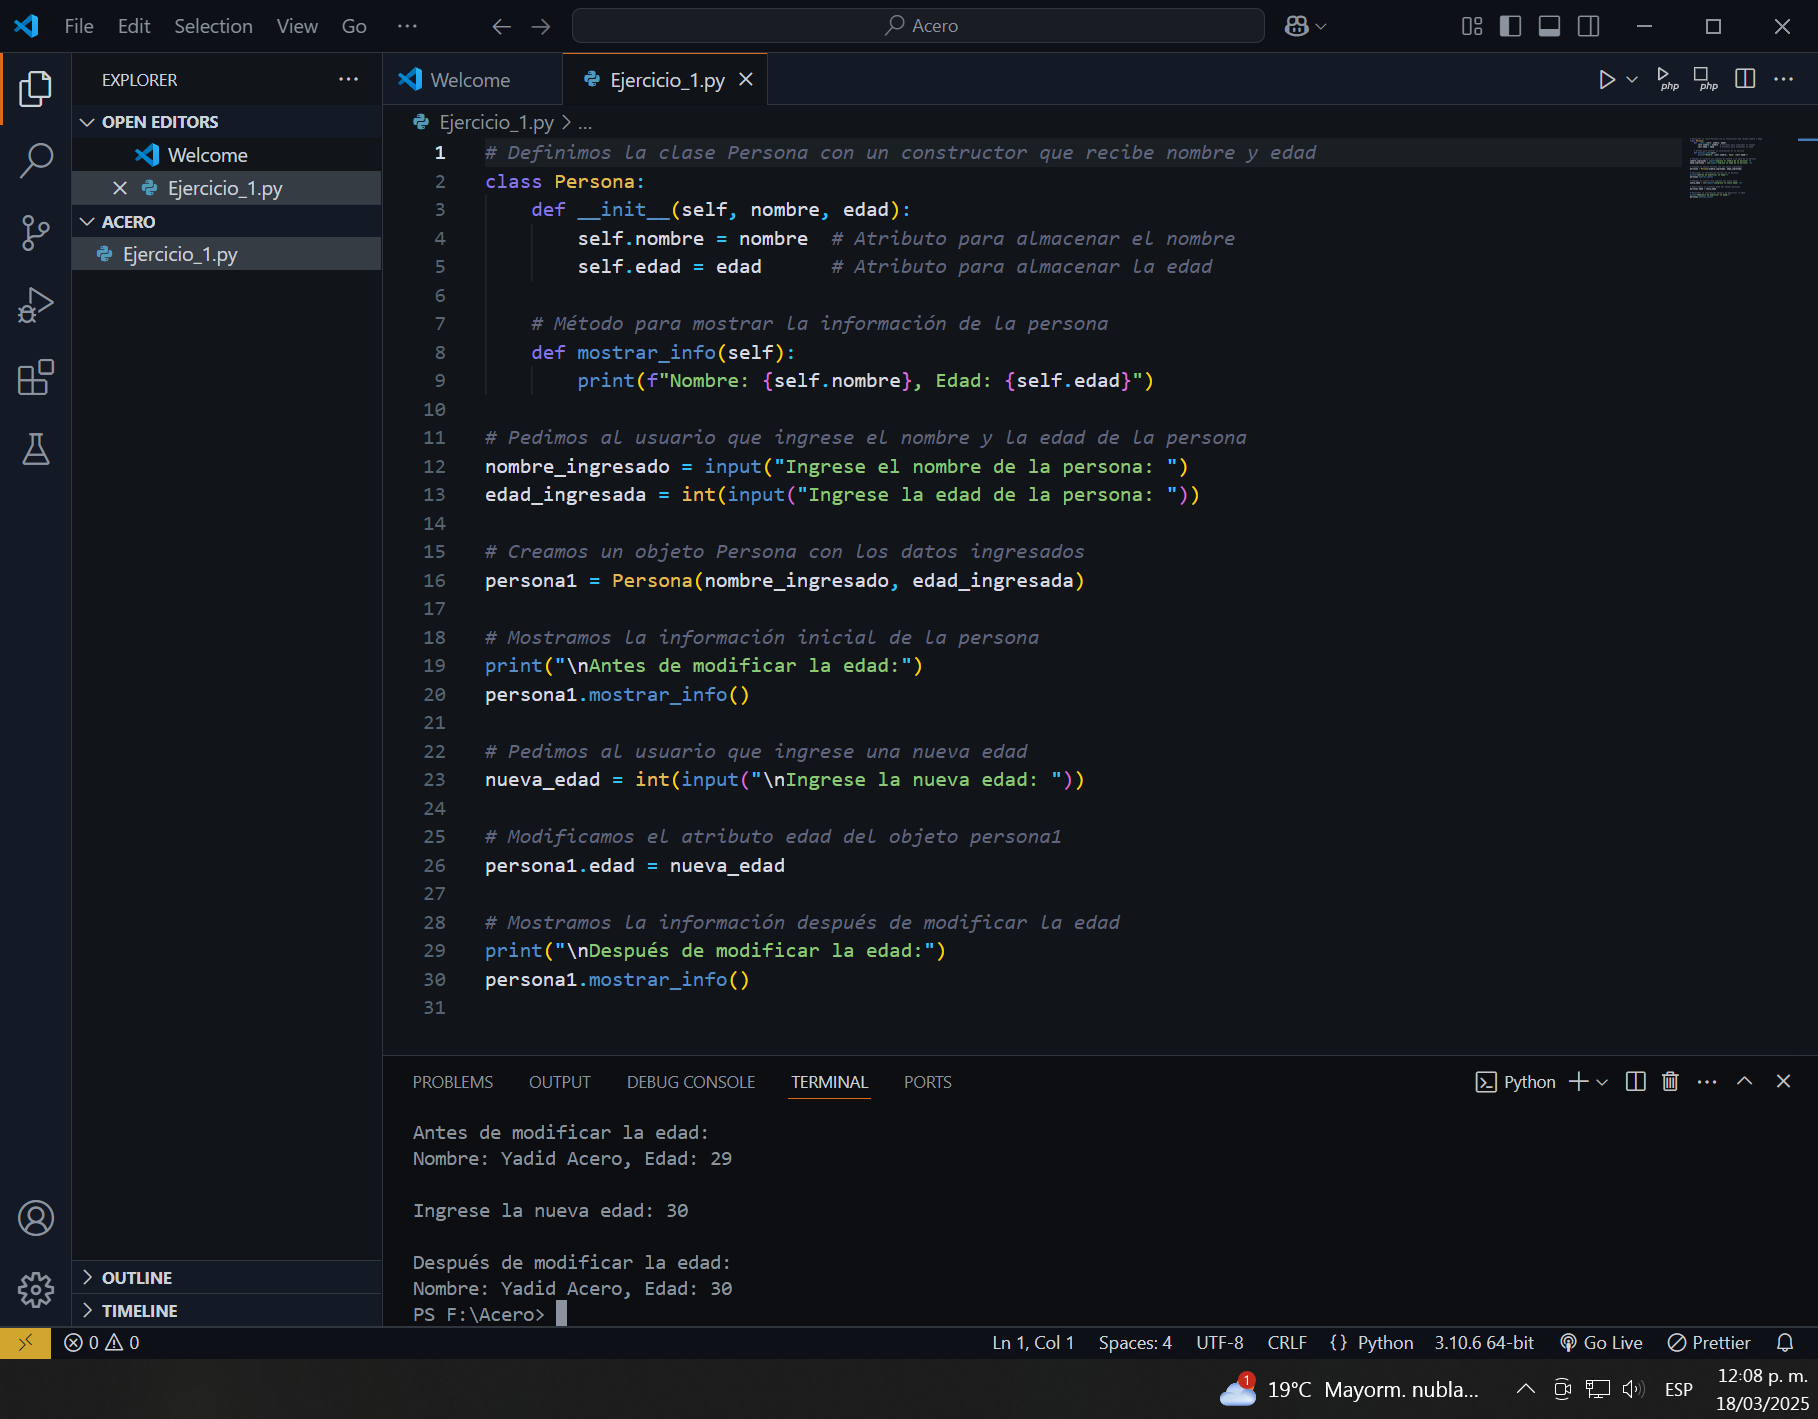 File Edit Selection View Go ···
Acero
EXPLORER ···
OPEN EDITORS
Welcome
Ejercicio_1.py
ACERO
Ejercicio_1.py
OUTLINE
TIMELINE
Welcome
Ejercicio_1.py
php php ···
Ejercicio_1.py > ...
1 # Definimos la clase Persona con un constructor que recibe nombre y edad
2 class Persona:
3     def __init__(self, nombre, edad):
4         self.nombre = nombre  # Atributo para almacenar el nombre
5         self.edad = edad      # Atributo para almacenar la edad
6
7     # Método para mostrar la información de la persona
8     def mostrar_info(self):
9         print(f"Nombre: {self.nombre}, Edad: {self.edad}")
10
11 # Pedimos al usuario que ingrese el nombre y la edad de la persona
12 nombre_ingresado = input("Ingrese el nombre de la persona: ")
13 edad_ingresada = int(input("Ingrese la edad de la persona: "))
14
15 # Creamos un objeto Persona con los datos ingresados
16 persona1 = Persona(nombre_ingresado, edad_ingresada)
17
18 # Mostramos la información inicial de la persona
19 print("\nAntes de modificar la edad:")
20 persona1.mostrar_info()
21
22 # Pedimos al usuario que ingrese una nueva edad
23 nueva_edad = int(input("\nIngrese la nueva edad: "))
24
25 # Modificamos el atributo edad del objeto persona1
26 persona1.edad = nueva_edad
27
28 # Mostramos la información después de modificar la edad
29 print("\nDespués de modificar la edad:")
30 persona1.mostrar_info()
31
PROBLEMS OUTPUT DEBUG CONSOLE TERMINAL PORTS
Python ···
Antes de modificar la edad:
Nombre: Yadid Acero, Edad: 29
Ingrese la nueva edad: 30
Después de modificar la edad:
Nombre: Yadid Acero, Edad: 30
PS F:\Acero>
0 0
Ln 1, Col 1 Spaces: 4 UTF-8 CRLF {} Python 3.10.6 64-bit Go Live Prettier
1 19°C Mayorm. nubla... ESP
12:08 p. m.
18/03/2025